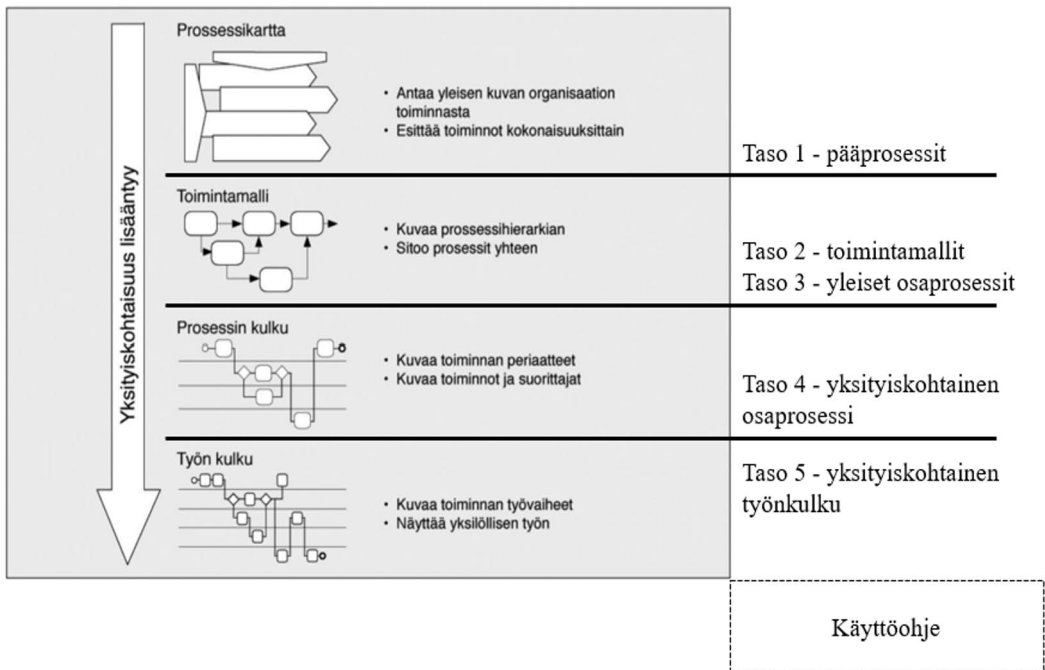 Prossessikartta
• Antaa yleisen kuvan organisaation
toiminnasta
• Esittää toiminnot kokonaisuuksittain
Taso 1 - pääprosessit
Yksityiskohtaisuus lisääntyy
Toimintamalli
• Kuvaa prossessihierarkian
• Sitoo prosessit yhteen
Taso 2 - toimintamallit
Taso 3 - yleiset osaprosessit
Prosessin kulku
• Kuvaa toiminnan periaatteet
• Kuvaa toiminnot ja suorittajat
Taso 4 - yksityiskohtainen
osaprosessi
Työn kulku
• Kuvaa toiminnan työvaiheet
• Näyttää yksilöllisen työn
Taso 5 - yksityiskohtainen
työnkulku
Käyttöohje